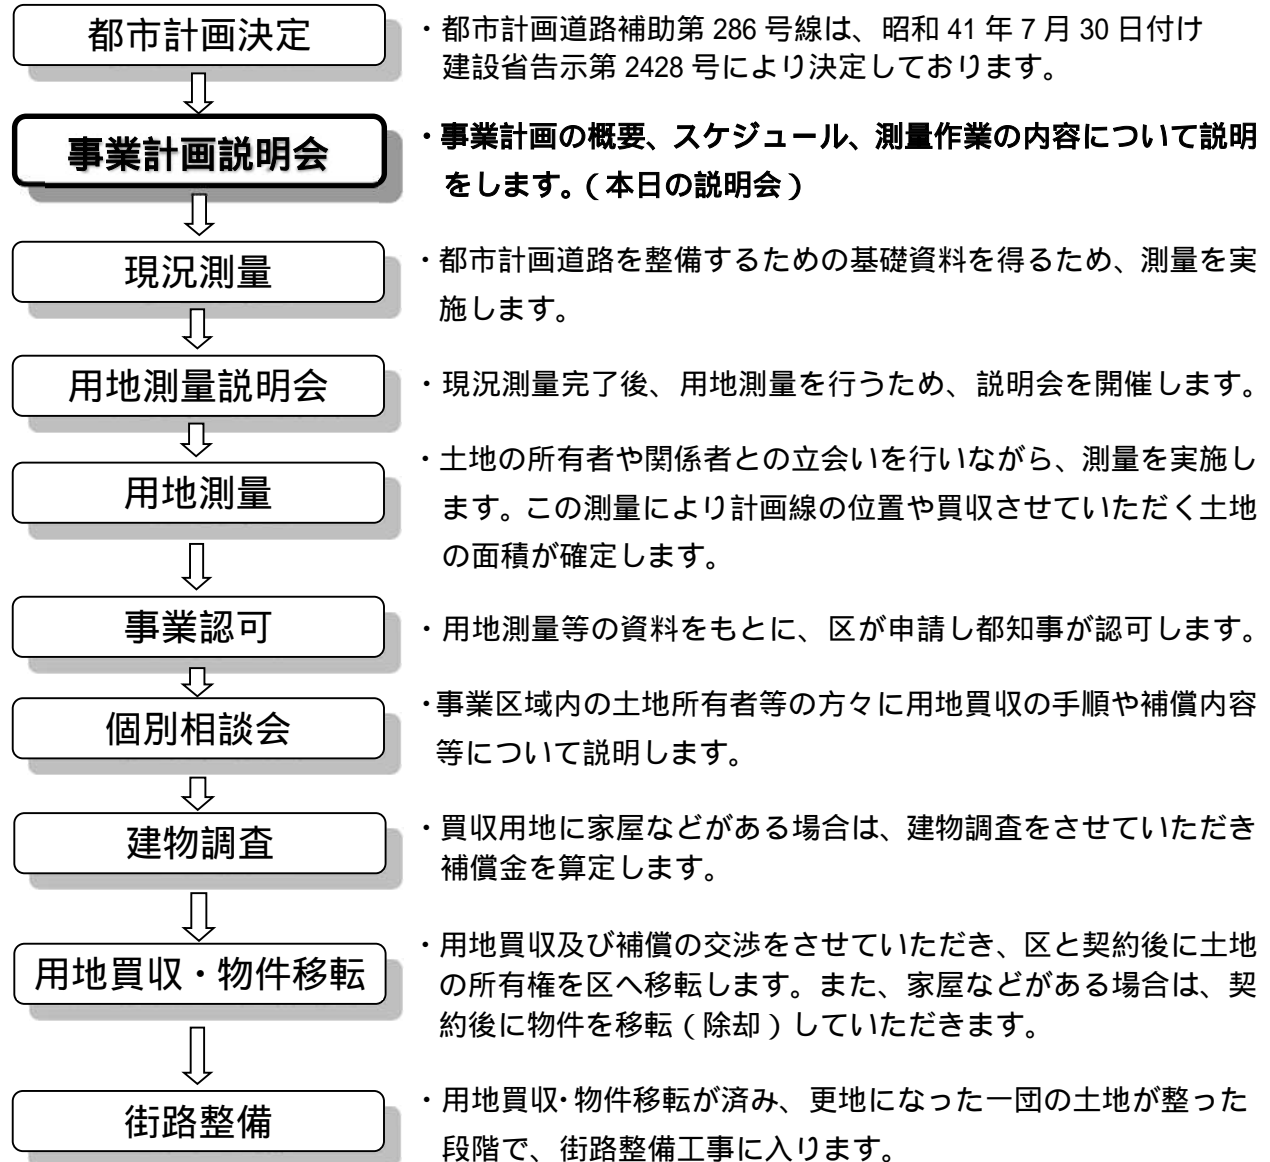 都市計画決定
・都市計画道路補助第 286 号線は、昭和 41 年 7 月 30 日付け
建設省告示第 2428 号により決定しております。
事業計画説明会
・事業計画の概要、スケジュール、測量作業の内容について説明
をします。（本日の説明会）
現況測量
・都市計画道路を整備するための基礎資料を得るため、測量を実
施します。
用地測量説明会
・現況測量完了後、用地測量を行うため、説明会を開催します。
用地測量
・土地の所有者や関係者との立会いを行いながら、測量を実施し
ます。この測量により計画線の位置や買収させていただく土地
の面積が確定します。
事業認可
・用地測量等の資料をもとに、区が申請し都知事が認可します。
個別相談会
・事業区域内の土地所有者等の方々に用地買収の手順や補償内容
等について説明します。
建物調査
・買収用地に家屋などがある場合は、建物調査をさせていただき
補償金を算定します。
用地買収・物件移転
・用地買収及び補償の交渉をさせていただき、区と契約後に土地
の所有権を区へ移転します。また、家屋などがある場合は、契
約後に物件を移転（除却）していただきます。
街路整備
・用地買収・物件移転が済み、更地になった一団の土地が整った
段階で、街路整備工事に入ります。